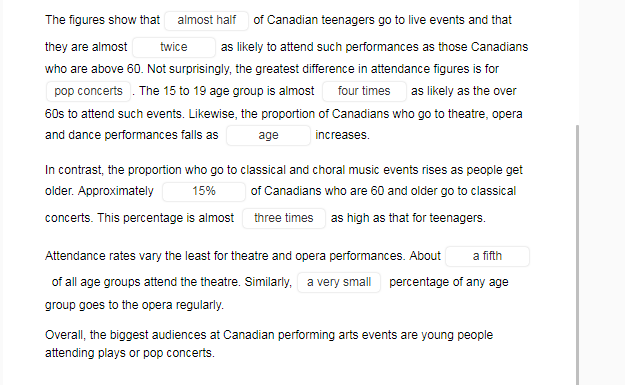 The figures show that almost half of Canadian teenagers go to live events and that
they are almost twice as likely to attend such performances as those Canadians
who are above 60. Not surprisingly, the greatest difference in attendance figures is for
pop concerts . The 15 to 19 age group is almost four times as likely as the over
60s to attend such events. Likewise, the proportion of Canadians who go to theatre, opera
and dance performances falls as age increases.
In contrast, the proportion who go to classical and choral music events rises as people get
older. Approximately 15% of Canadians who are 60 and older go to classical
concerts. This percentage is almost three times as high as that for teenagers.
Attendance rates vary the least for theatre and opera performances. About a fifth
of all age groups attend the theatre. Similarly, a very small percentage of any age
group goes to the opera regularly.
Overall, the biggest audiences at Canadian performing arts events are young people
attending plays or pop concerts.